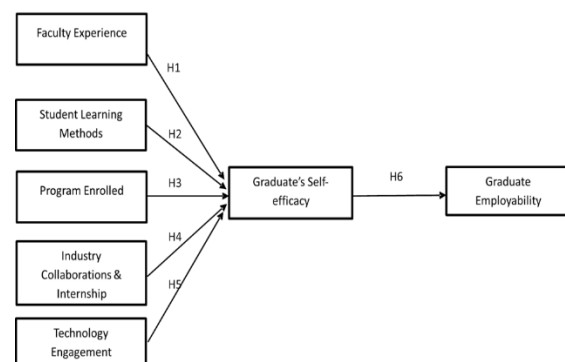 Faculty Experience
H1
Student Learning
Methods
H2
Program Enrolled
H3
Graduate's Self-
efficacy
H6
Graduate
Employability
Industry
Collaborations &
Internship
H4
H5
Technology
Engagement